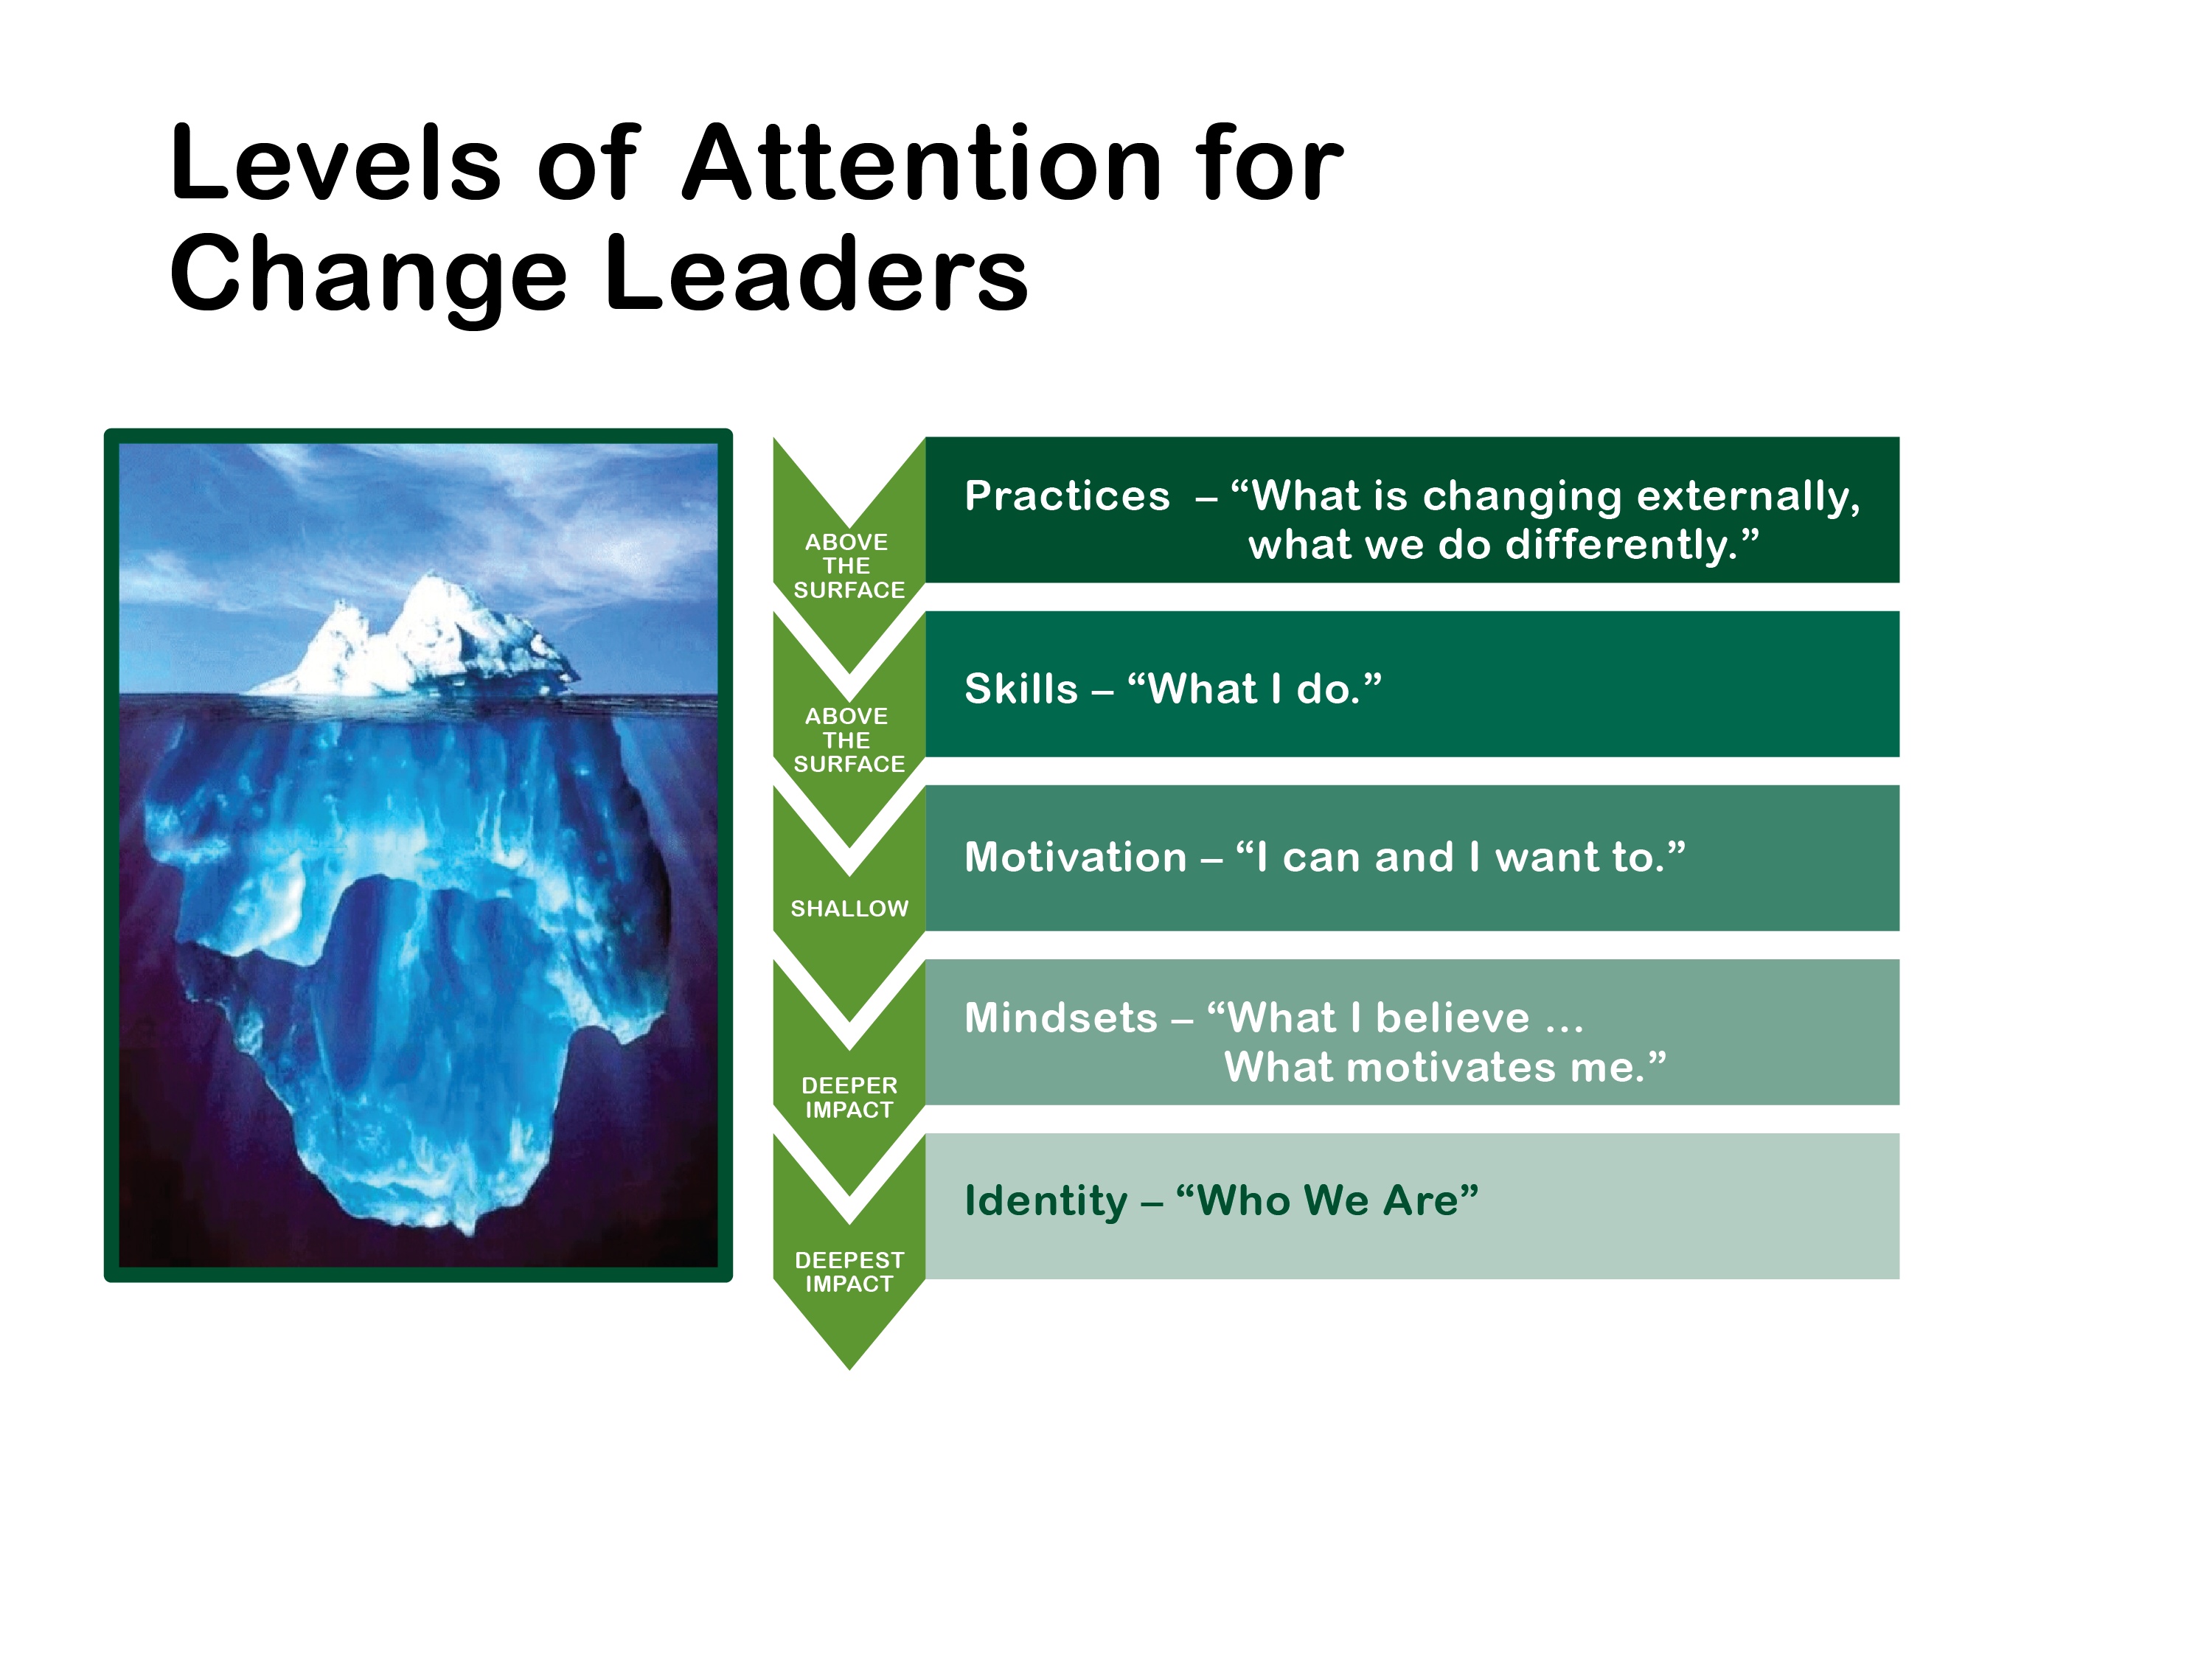 Levels of Attention for
Change Leaders
ABOVE
THE
SURFACE
Practices – “What is changing externally,
what we do differently.”
ABOVE
THE
SURFACE
Skills – “What I do.”
SHALLOW
Motivation – “I can and I want to.”
DEEPER
IMPACT
Mindsets – “What I believe ...
What motivates me.”
DEEPEST
IMPACT
Identity – “Who We Are”